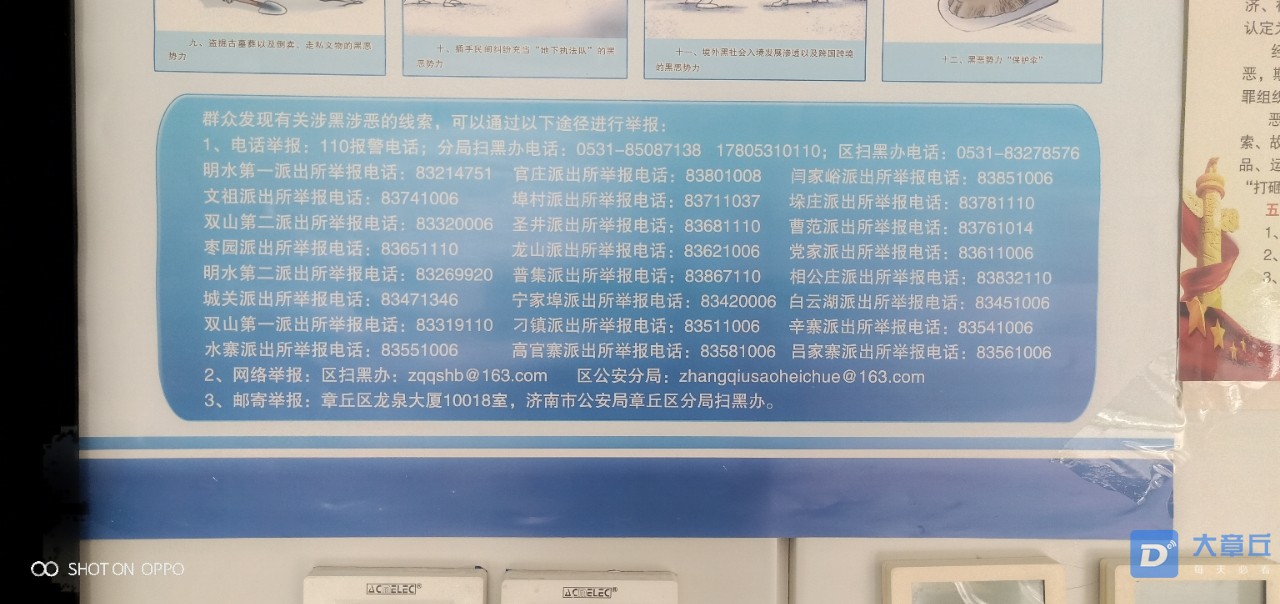 九、盗掘古墓葬以及倒卖、走私文物的黑恶
势力
十、插手民间纠纷充当“地下执法队”的黑
恶势力
十一、境外黑社会入境发展渗透以及跨国跨境
的黑恶势力
十二、黑恶势力“保护伞”
群众发现有关涉黑涉恶的线索，可以通过以下途径进行举报：
1、电话举报：110报警电话；分局扫黑办电话：0531-85087138 17805310110；区扫黑办电话：0531-83278576
明水第一派出所举报电话：83214751 官庄派出所举报电话：83801008 闫家峪派出所举报电话：83851006
文祖派出所举报电话：83741006 埠村派出所举报电话：83711037 垛庄派出所举报电话：83781110
双山第二派出所举报电话：83320006 圣井派出所举报电话：83681110 曹范派出所举报电话：83761014
枣园派出所举报电话：83651110 龙山派出所举报电话：83621006 党家派出所举报电话：83611006
明水第二派出所举报电话：83269920 普集派出所举报电话：83867110 相公庄派出所举报电话：83832110
城关派出所举报电话：83471346 宁家埠派出所举报电话：83420006 白云湖派出所举报电话：83451006
双山第一派出所举报电话：83319110 刁镇派出所举报电话：83511006 辛寨派出所举报电话：83541006
水寨派出所举报电话：83551006 高官寨派出所举报电话：83581006 吕家寨派出所举报电话：83561006
2、网络举报：区扫黑办：zqqshb@163.com 区公安分局：zhangqiusaoheichue@163.com
3、邮寄举报：章丘区龙泉大厦10018室，济南市公安局章丘区分局扫黑办。
认定
恶，
罪组
恶
索、故
品、运
“打砸
五
1、
2、
3、
SHOT ON OPPO
ACMELEC®
ACMELEC®
大章丘
每天必看